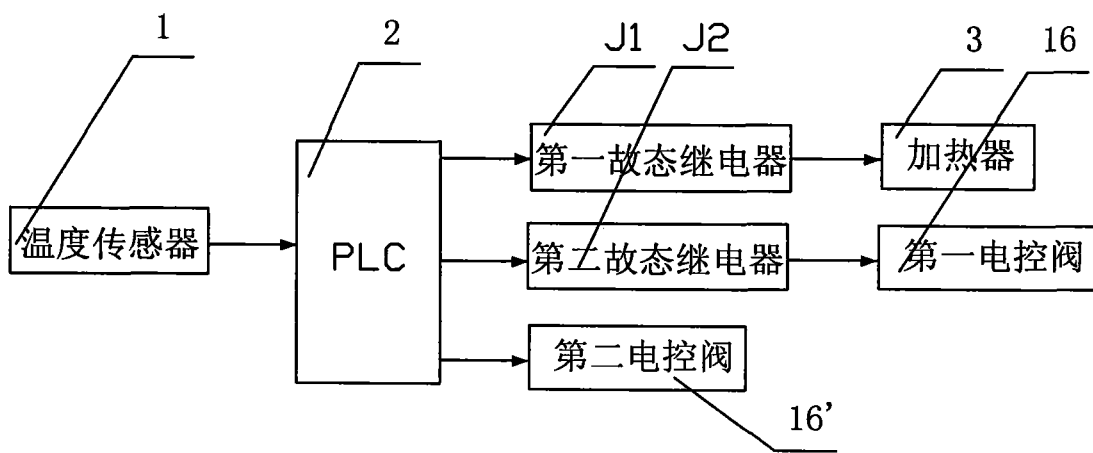 1
2
J1
J2
3
16
第一故态继电器
加热器
温度传感器
PLC
第二故态继电器
第一电控阀
第二电控阀
16'